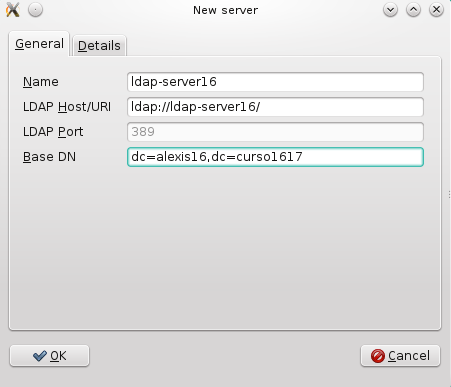 New server
General Details
Name ldap-server16
LDAP Host/URI ldap://ldap-server16/
LDAP Port 389
Base DN dc=alexis16,dc=curso1617
OK Cancel